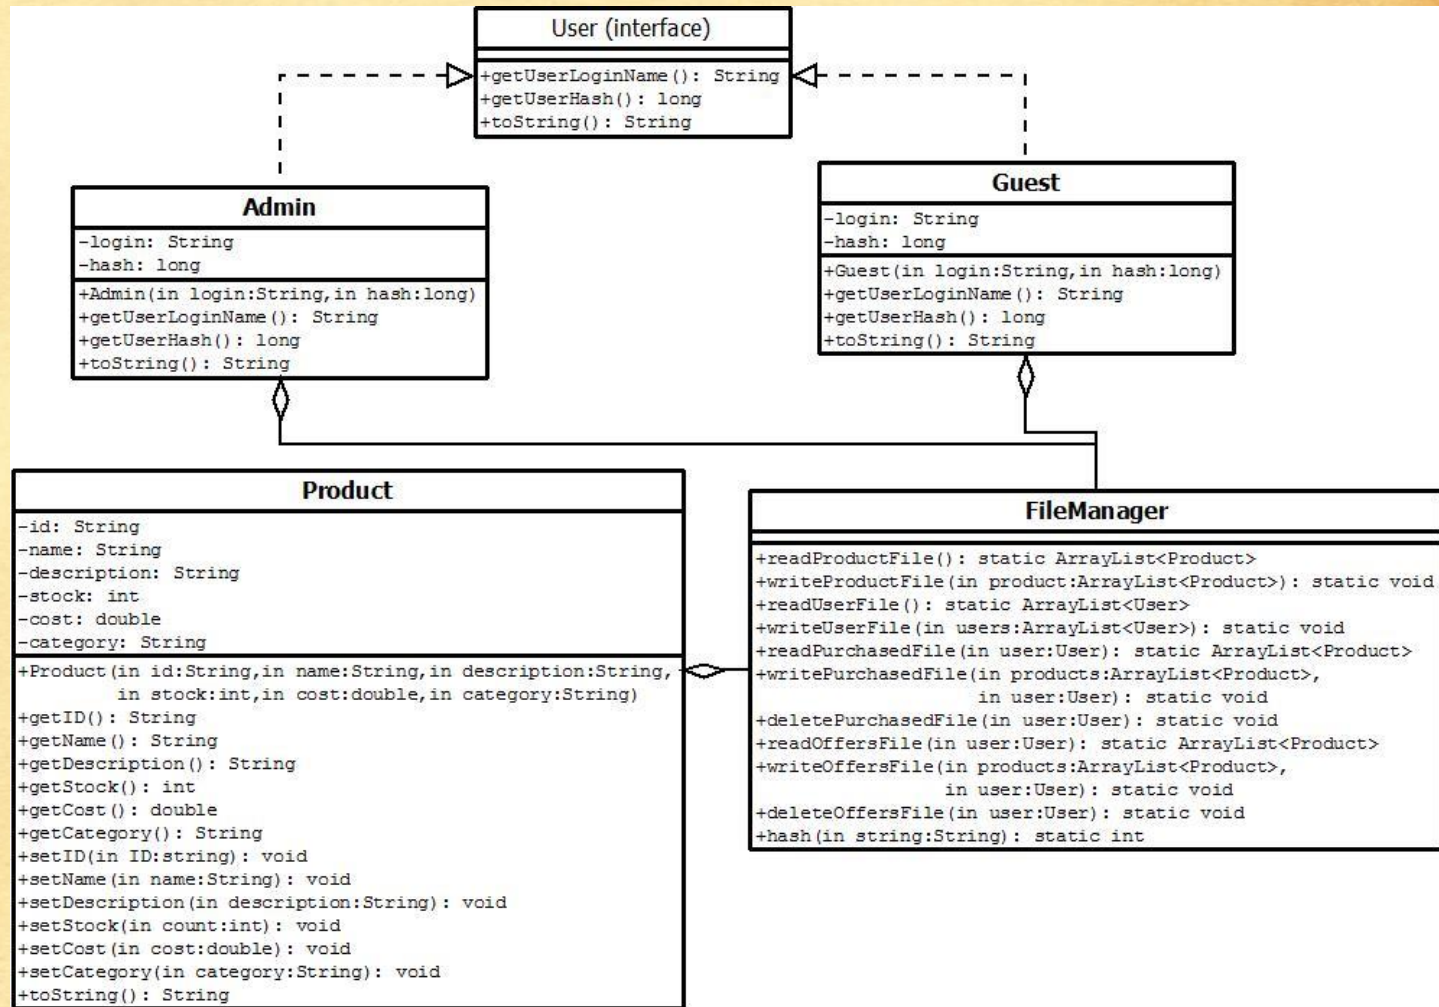 User (interface)
+getUserLoginName(): String
+getUserHash(): long
+toString(): String
Admin
-login: String
-hash: long
+Admin(in login:String,in hash:long)
+getUserLoginName(): String
+getUserHash(): long
+toString(): String
Guest
-login: String
-hash: long
+Guest(in login:String,in hash:long)
+getUserLoginName(): String
+getUserHash(): long
+toString(): String
Product
-id: String
-name: String
-description: String
-stock: int
-cost: double
-category: String
+Product(in id:String,in name:String,in description:String,
in stock:int,in cost:double,in category:String)
+getID(): String
+getName(): String
+getDescription(): String
+getStock(): int
+getCost(): double
+getCategory(): String
+setID(in ID:string): void
+setName(in name:String): void
+setDescription(in description:String): void
+setStock(in count:int): void
+setCost(in cost:double): void
+setCategory(in category:String): void
+toString(): String
FileManager
+readProductFile(): static ArrayList<Product>
+writeProductFile(in product:ArrayList<Product>): static void
+readUserFile(): static ArrayList<User>
+writeUserFile(in users:ArrayList<User>): static void
+readPurchasedFile(in user:User): static ArrayList<Product>
+writePurchasedFile(in products:ArrayList<Product>,
in user:User): static void
+deletePurchasedFile(in user:User): static void
+readOffersFile(in user:User): static ArrayList<Product>
+writeOffersFile(in products:ArrayList<Product>,
in user:User): static void
+deleteOffersFile(in user:User): static void
+hash(in string:String): static int